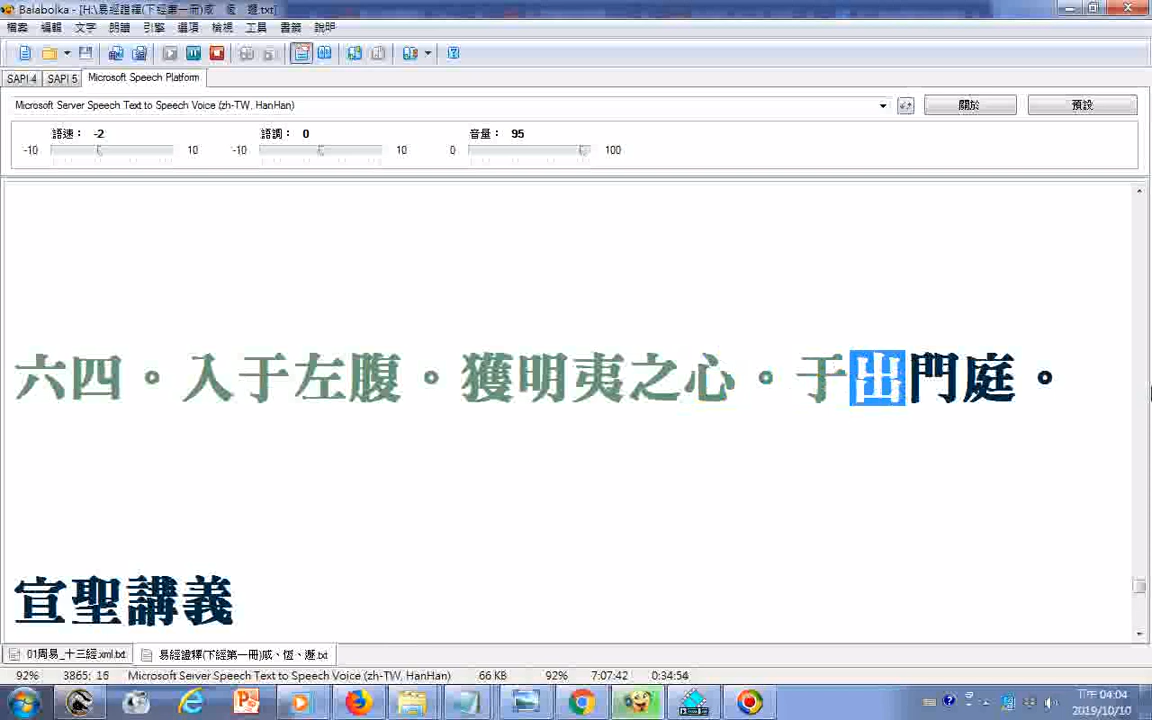 Balabolka - [H:\易經證釋(下經第一冊)咸 恆 遯.txt]
檔案 編輯 文字 朗讀 引擎 選項 檢視 工具 書籤 說明
SAPI 4 SAPI 5 Microsoft Speech Platform
Microsoft Server Speech Text to Speech Voice (zh-TW, HanHan) 關於 預設
語速： -2 語調： 0 音量： 95
-10 10 -10 10 0 100
六四。入于左腹。獲明夷之心。于出門庭。
宣聖講義
01周易_十三經.xml.txt 易經證釋(下經第一冊)咸、恆、遯.txt
92% 3865: 16 Microsoft Server Speech Text to Speech Voice (zh-TW, HanHan) 66 KB 92% 7:07:42 0:34:54
下午 04:04
2019/10/10